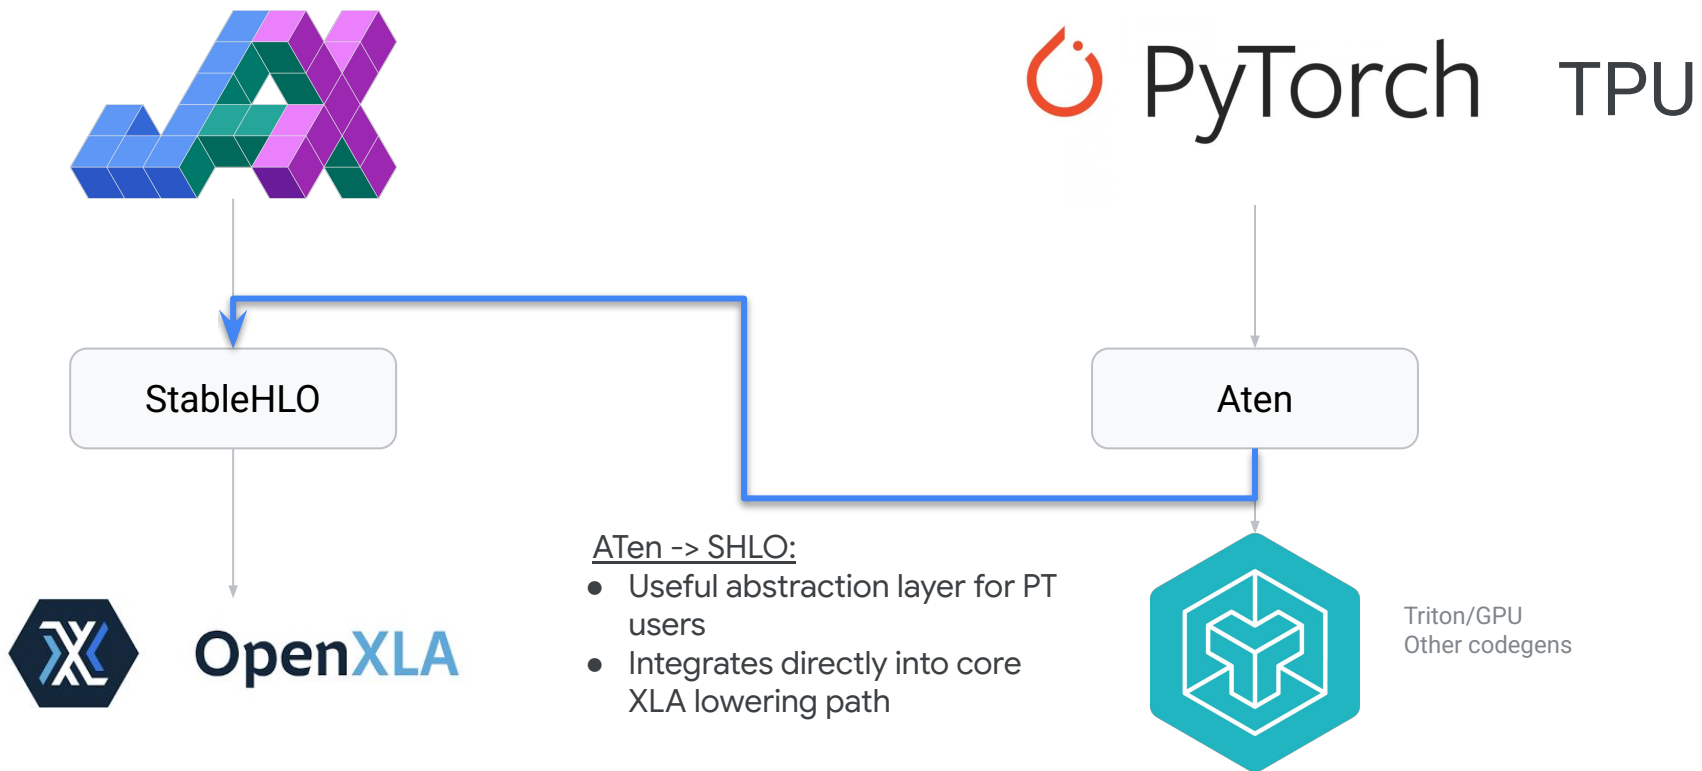 JAX
PyTorch TPU
StableHLO
Aten
OpenXLA
ATen -> SHLO:
● Useful abstraction layer for PT
users
● Integrates directly into core
XLA lowering path
Triton/GPU
Other codegens